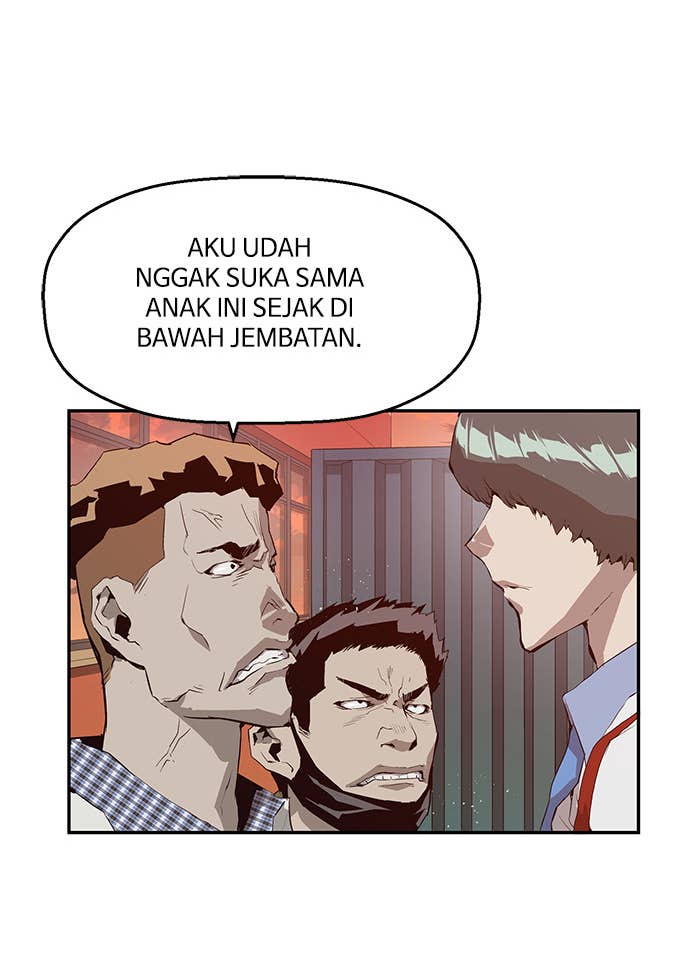 AKU UDAH
NGGAK SUKA SAMA
ANAK INI SEJAK DI
BAWAH JEMBATAN.